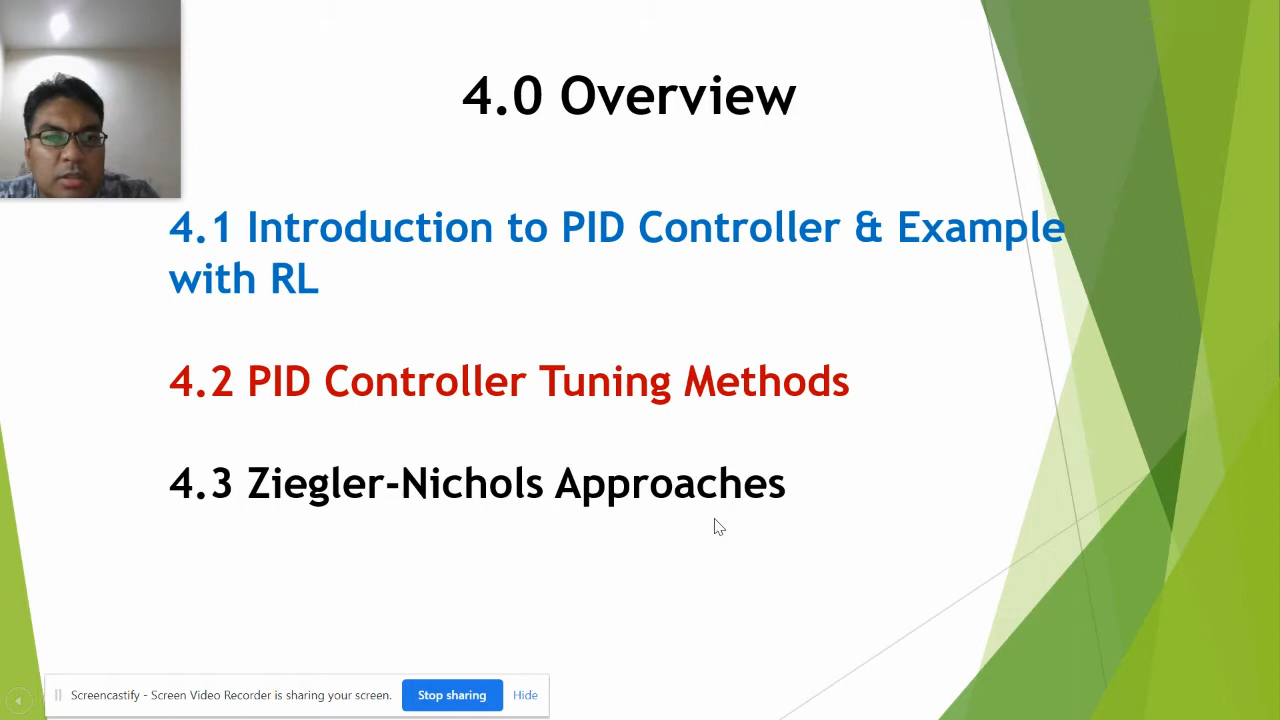 4.0 Overview
4.1 Introduction to PID Controller & Example
with RL
4.2 PID Controller Tuning Methods
4.3 Ziegler-Nichols Approaches
Screencastify - Screen Video Recorder is sharing your screen.
Stop sharing
Hide